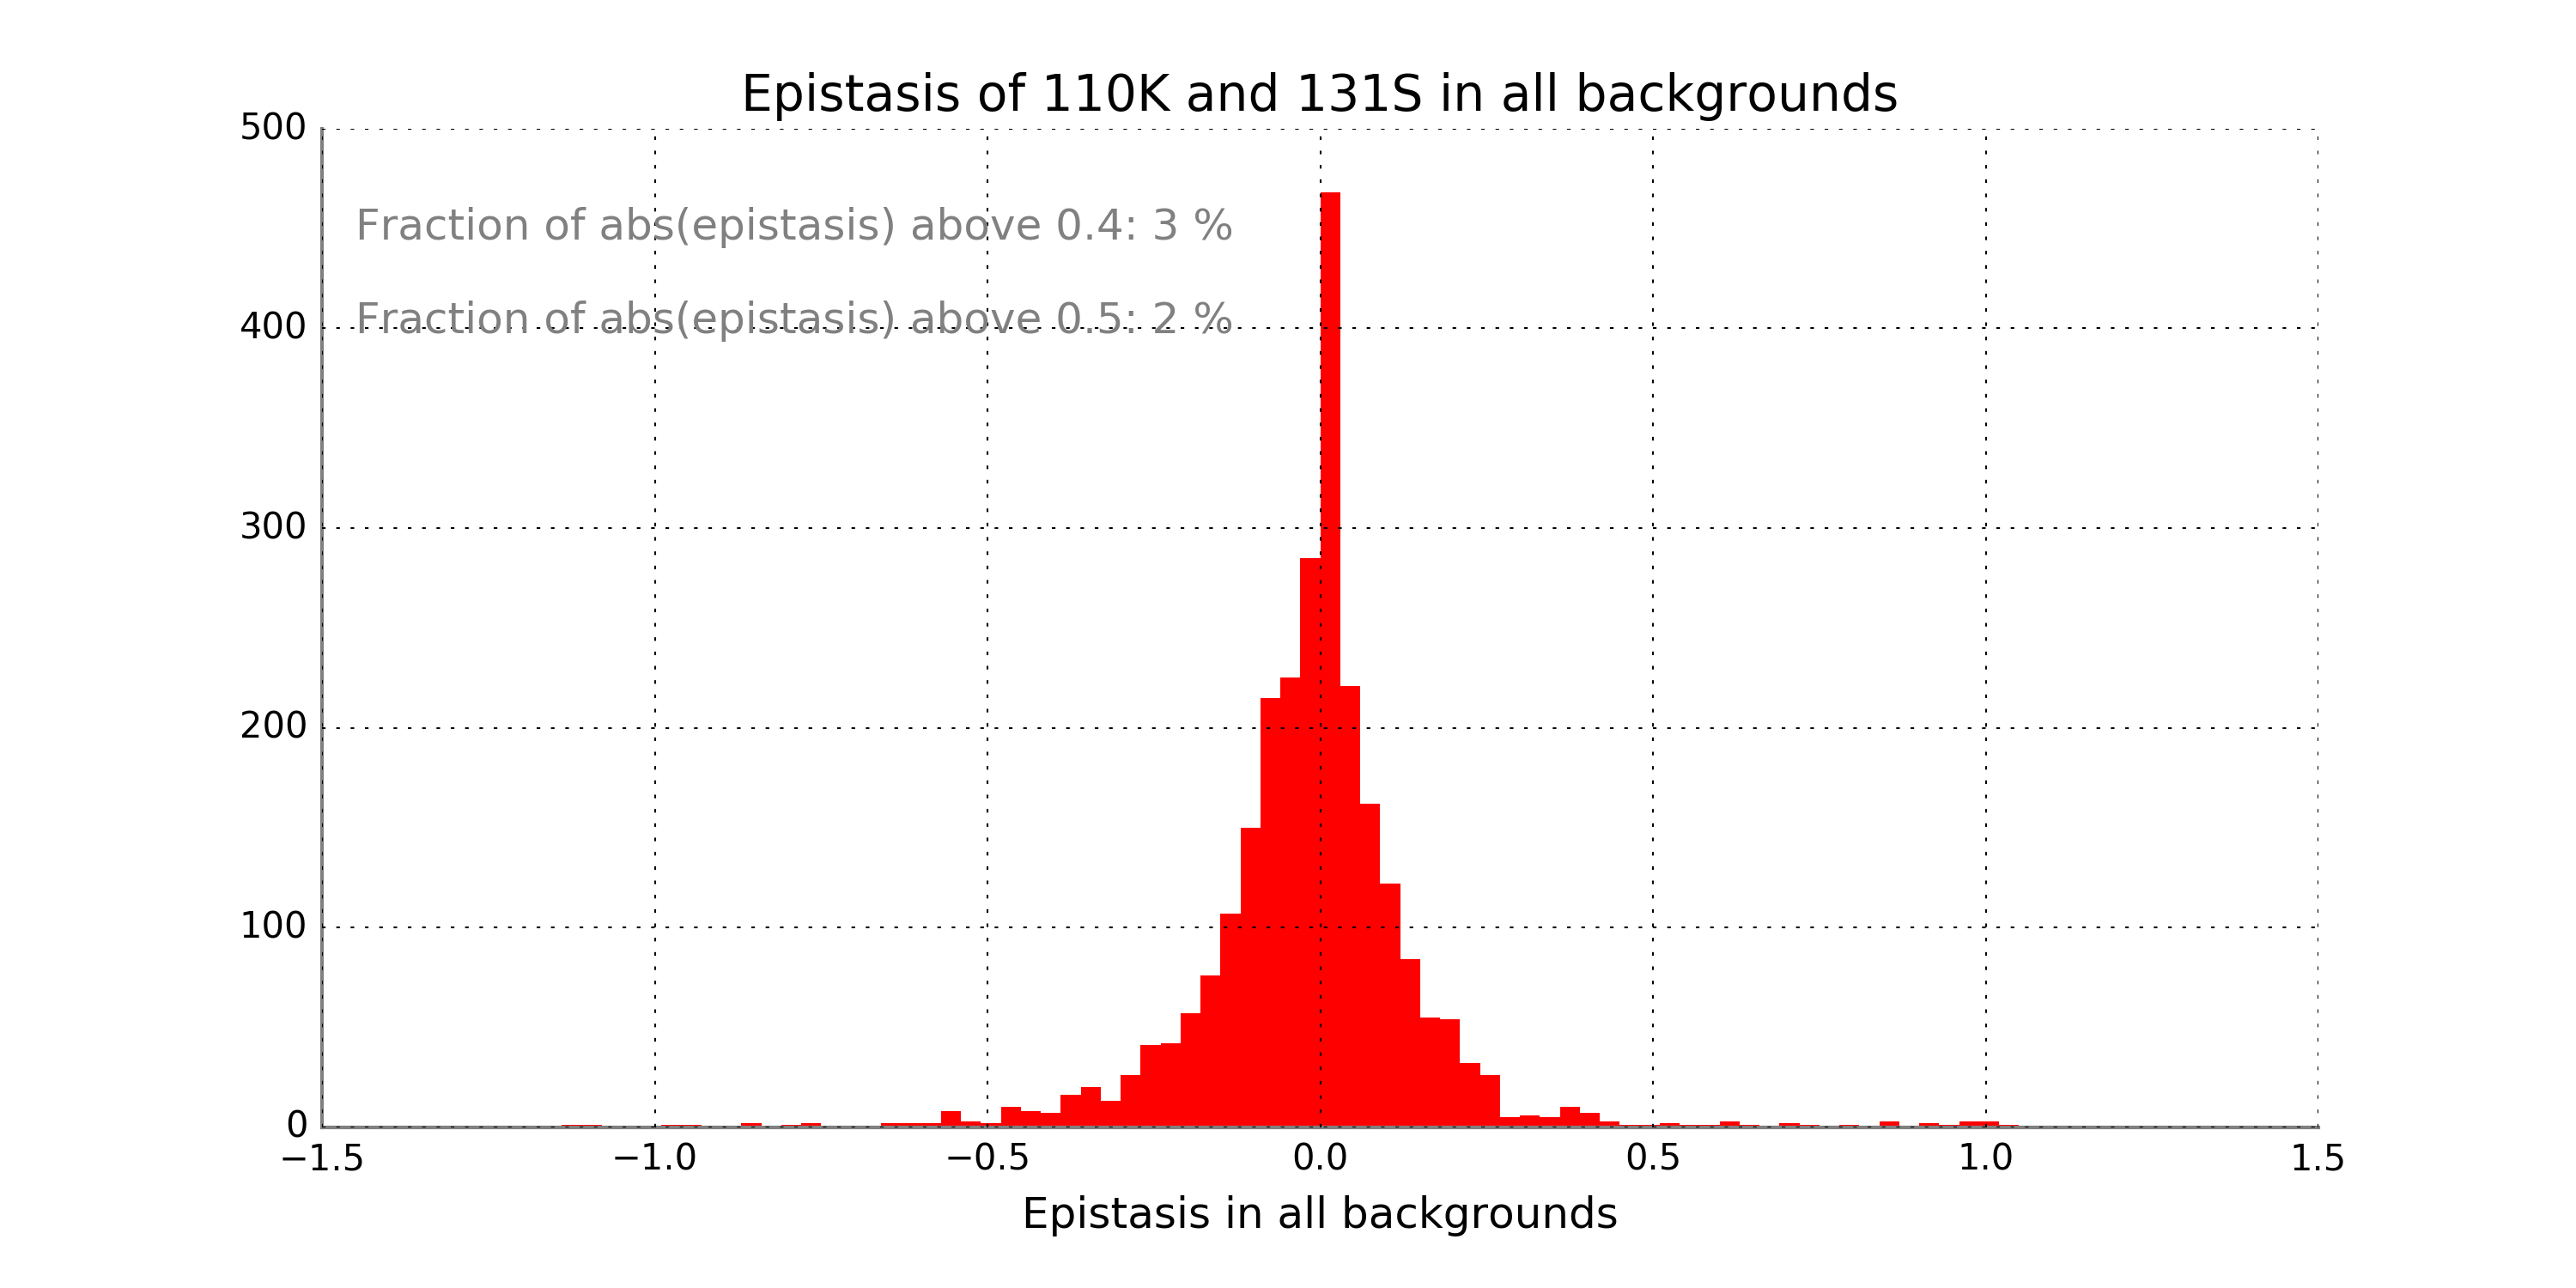 Epistasis of 110K and 131S in all backgrounds
500
Fraction of abs(epistasis) above 0.4: 3 %
Fraction of abs(epistasis) above 0.5: 2 %
400
300
200
100
0
−1.5 −1.0 −0.5 0.0 0.5 1.0 1.5
Epistasis in all backgrounds